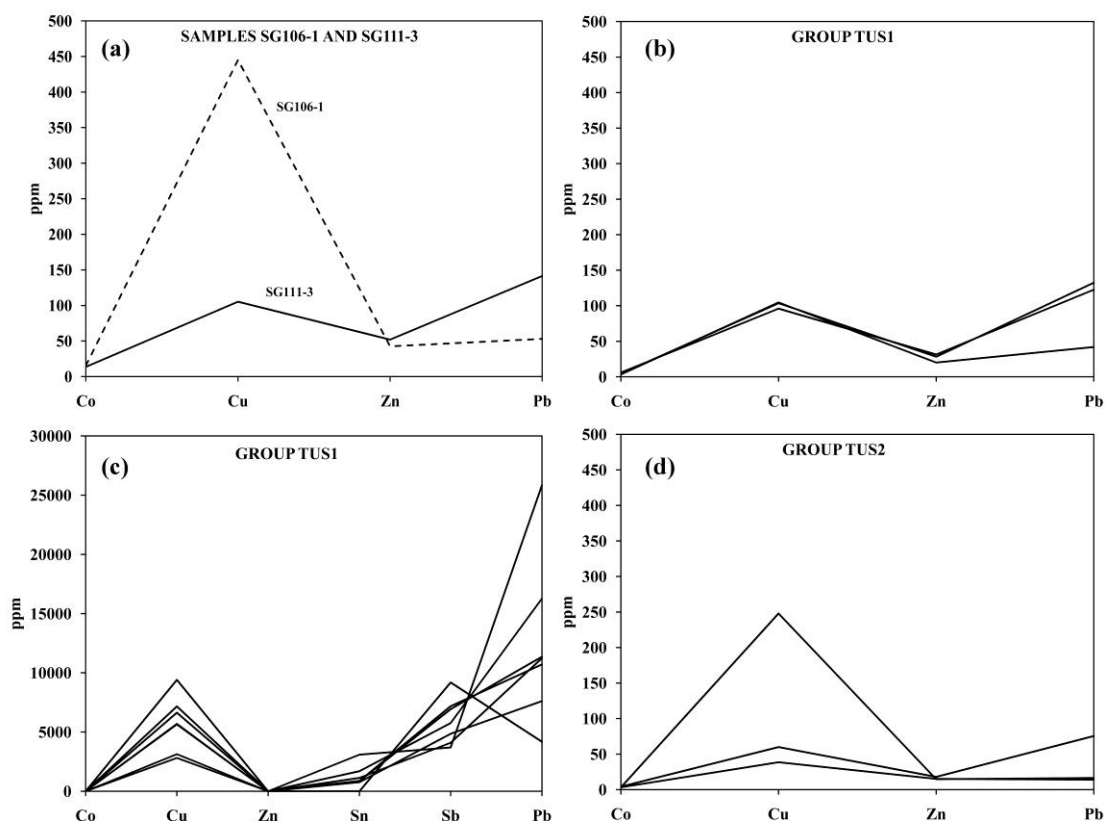 (a)
SAMPLES SG106-1 AND SG111-3
500
450
400
350
300
250
200
150
100
50
0
ppm
SG106-1
SG111-3
Co Cu Zn Pb
(b)
GROUP TUS1
500
450
400
350
300
250
200
150
100
50
0
ppm
Co Cu Zn Pb
(c)
GROUP TUS1
30000
25000
20000
15000
10000
5000
0
ppm
Co Cu Zn Sn Sb Pb
(d)
GROUP TUS2
500
450
400
350
300
250
200
150
100
50
0
ppm
Co Cu Zn Pb